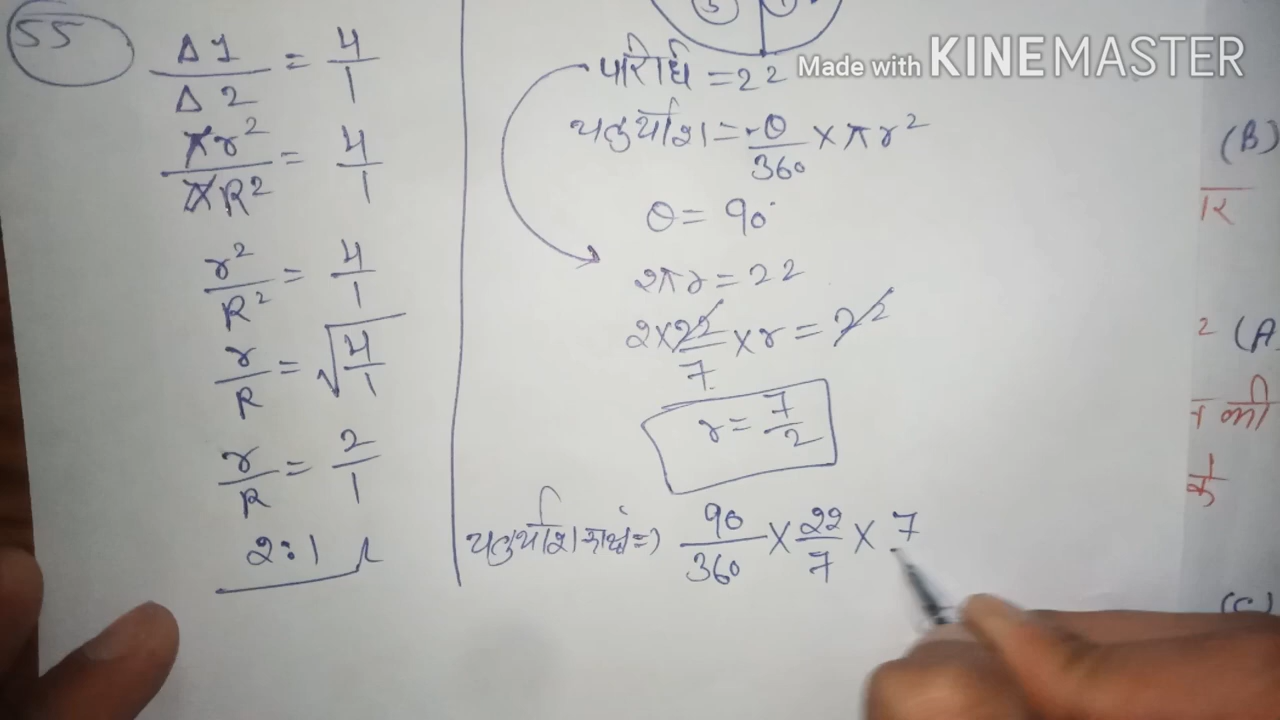 55
Δ1/Δ2 = 4/1
πr²/πR² = 4/1
r²/R² = 4/1
r/R = √4/1
r/R = 2/1
2:1
5
Made with KINEMASTER
परिधि = 22
चतुर्थांश = θ/360 × πr²
θ = 90°
2πr = 22
2×22/7 × r = 22
r = 7/2
90/360 × 22/7 × 7
(B)
2 (A
(C)